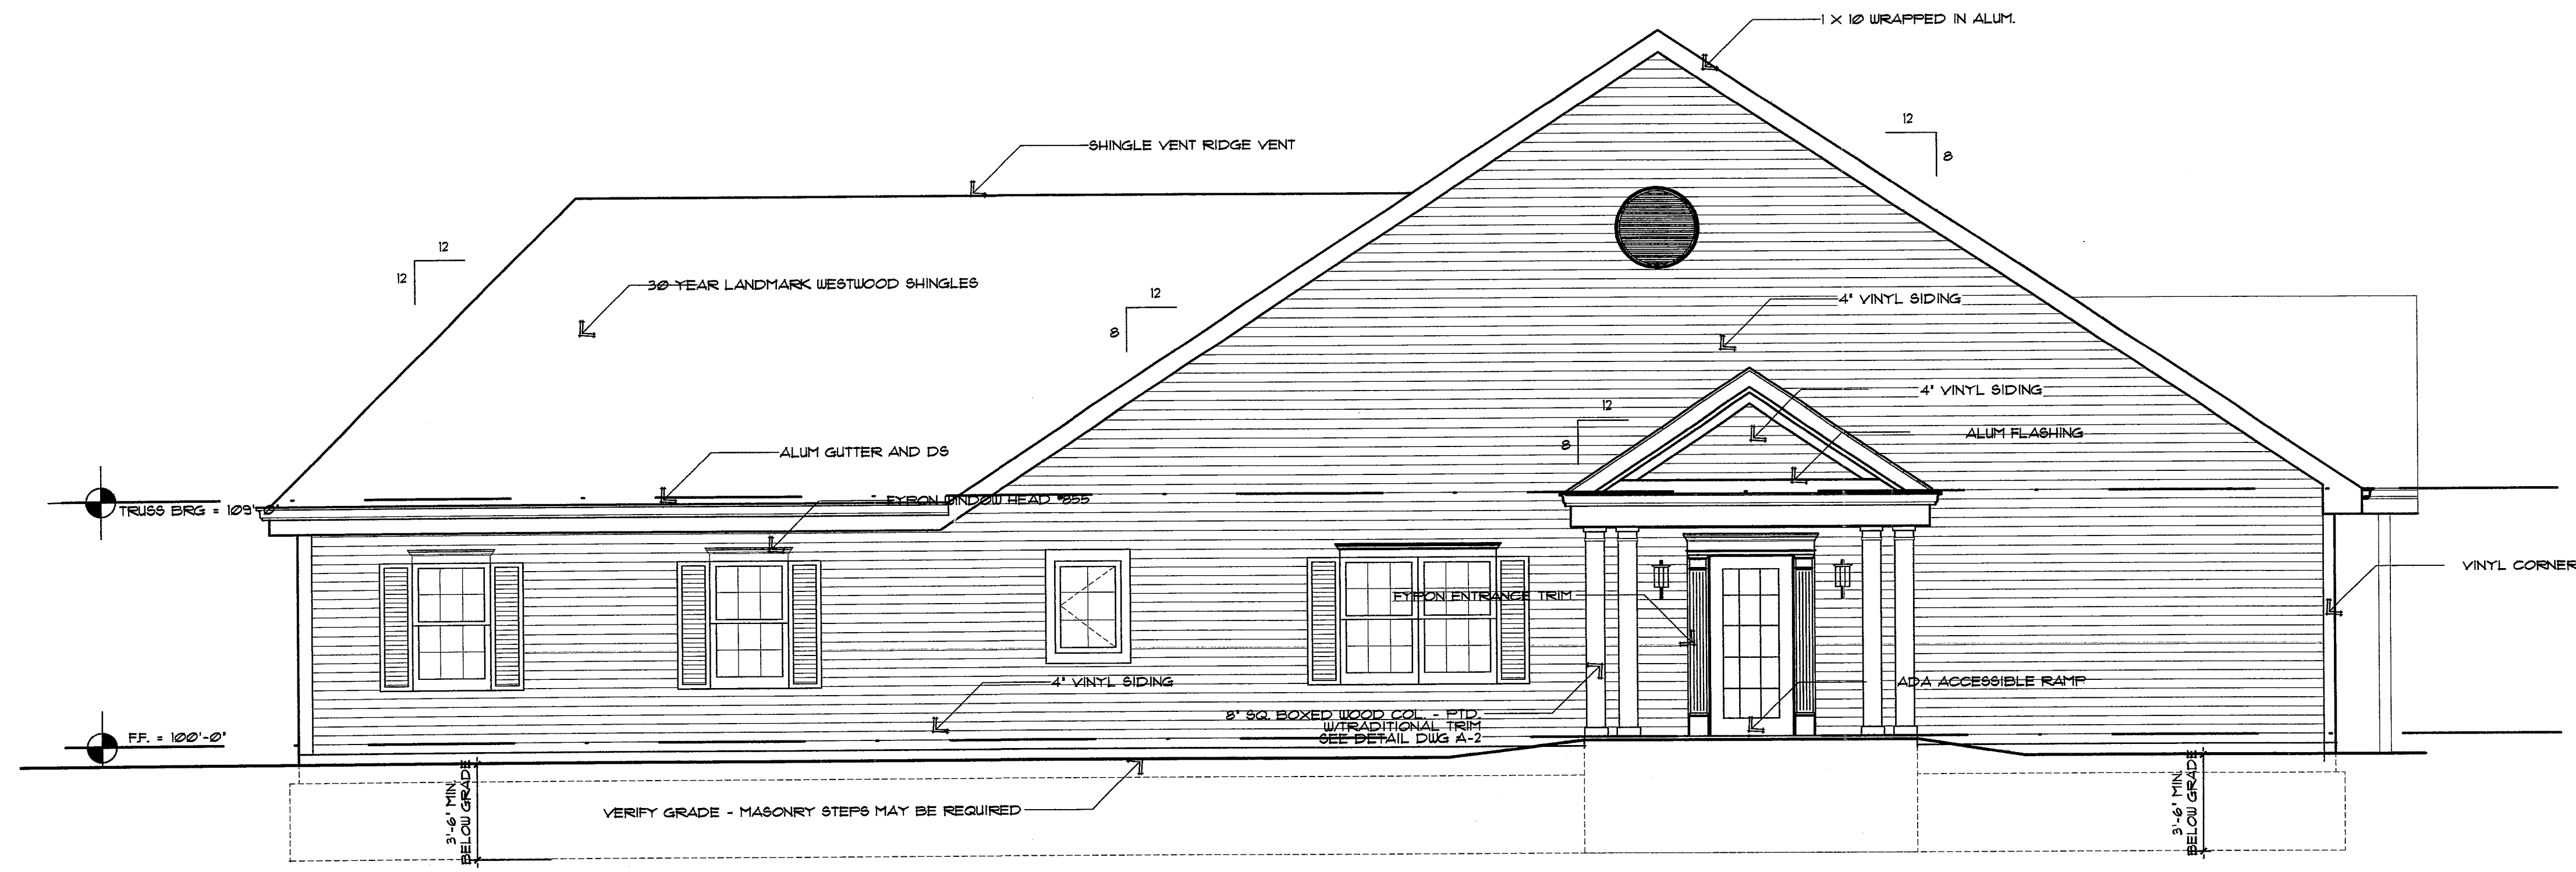 1 X 10 WRAPPED IN ALUM.
12
8
SHINGLE VENT RIDGE VENT
12
12
30 YEAR LANDMARK WESTWOOD SHINGLES
12
8
4" VINYL SIDING
4" VINYL SIDING
12
8
ALUM FLASHING
ALUM GUTTER AND DS
FYPON WINDOW HEAD #855
TRUSS BRG = 109'-0"
VINYL CORNER
FYPON ENTRANCE TRIM
4" VINYL SIDING
ADA ACCESSIBLE RAMP
8" SQ. BOXED WOOD COL. - PTD.
W/TRADITIONAL TRIM
SEE DETAIL DWG A-2
F.F. = 100'-0"
3'-6" MIN.
BELOW GRADE
VERIFY GRADE - MASONRY STEPS MAY BE REQUIRED
3'-6" MIN.
BELOW GRADE